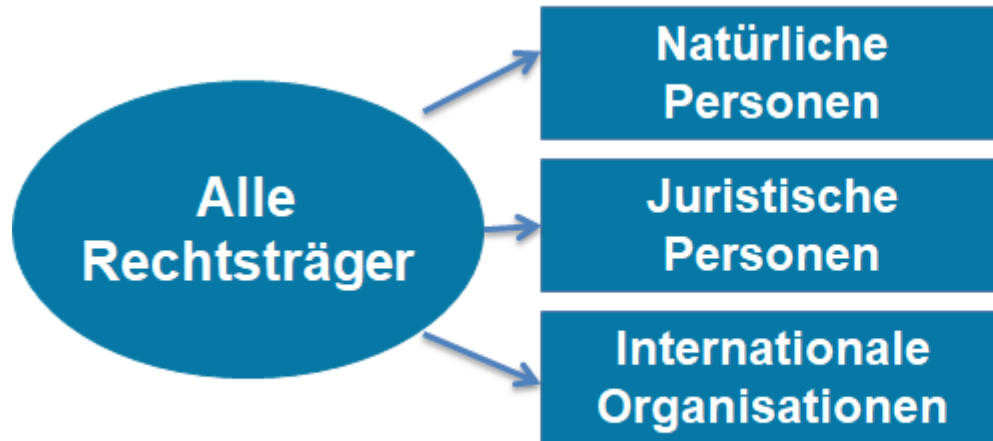 Alle
Rechtsträger
Natürliche
Personen
Juristische
Personen
Internationale
Organisationen